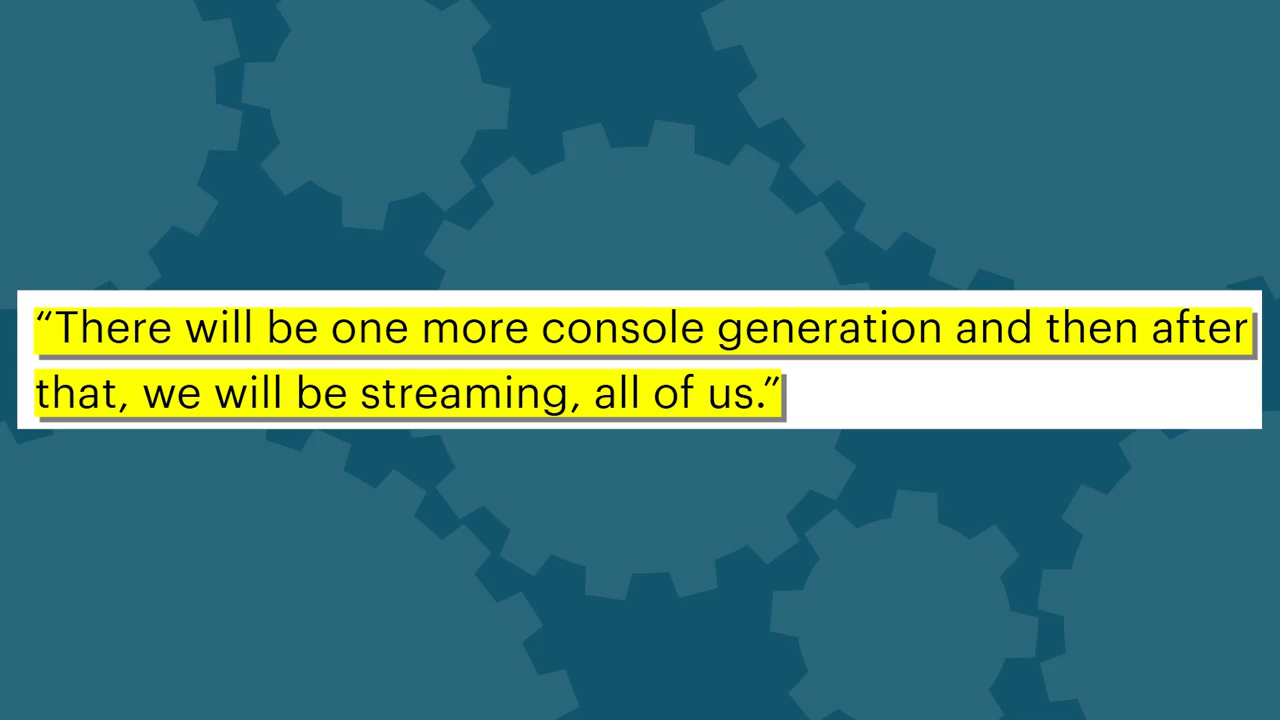 “There will be one more console generation and then after
that, we will be streaming, all of us.”